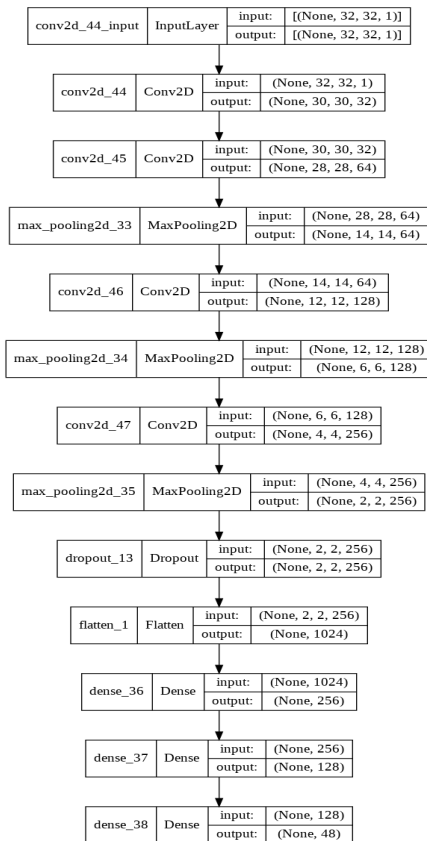 conv2d_44_input InputLayer input: [(None, 32, 32, 1)]
output: [(None, 32, 32, 1)]
conv2d_44 Conv2D input: (None, 32, 32, 1)
output: (None, 30, 30, 32)
conv2d_45 Conv2D input: (None, 30, 30, 32)
output: (None, 28, 28, 64)
max_pooling2d_33 MaxPooling2D input: (None, 28, 28, 64)
output: (None, 14, 14, 64)
conv2d_46 Conv2D input: (None, 14, 14, 64)
output: (None, 12, 12, 128)
max_pooling2d_34 MaxPooling2D input: (None, 12, 12, 128)
output: (None, 6, 6, 128)
conv2d_47 Conv2D input: (None, 6, 6, 128)
output: (None, 4, 4, 256)
max_pooling2d_35 MaxPooling2D input: (None, 4, 4, 256)
output: (None, 2, 2, 256)
dropout_13 Dropout input: (None, 2, 2, 256)
output: (None, 2, 2, 256)
flatten_1 Flatten input: (None, 2, 2, 256)
output: (None, 1024)
dense_36 Dense input: (None, 1024)
output: (None, 256)
dense_37 Dense input: (None, 256)
output: (None, 128)
dense_38 Dense input: (None, 128)
output: (None, 48)